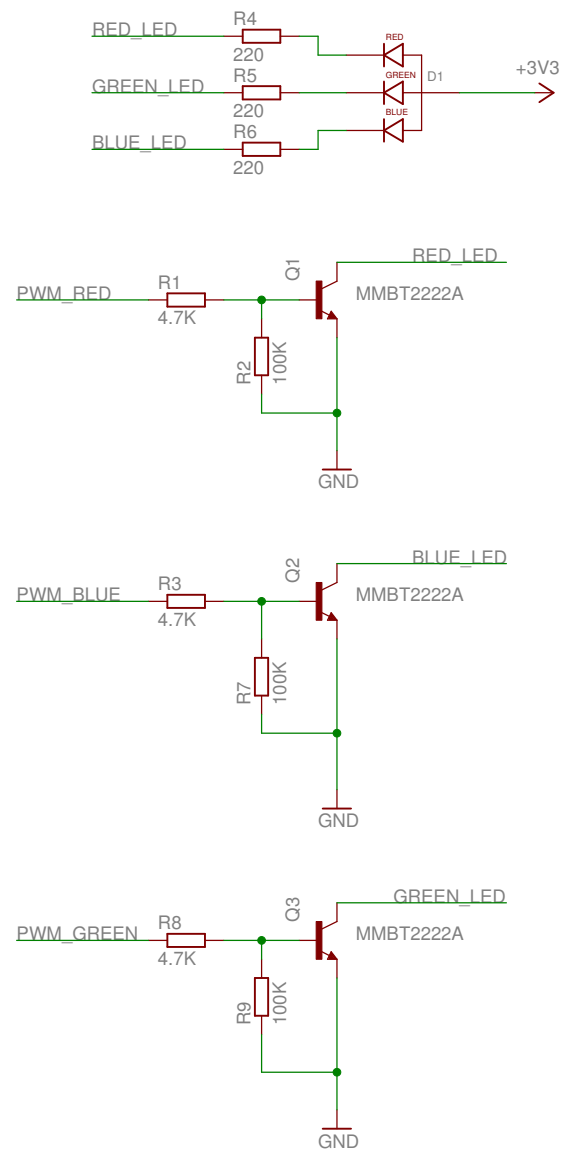 R4
RED_LED
220
RED
R5
GREEN_LED
220
GREEN
D1
+3V3
R6
BLUE_LED
220
BLUE
Q1
RED_LED
R1
PWM_RED
4.7K
MMBT2222A
R2
100K
GND
Q2
BLUE_LED
R3
PWM_BLUE
4.7K
MMBT2222A
R7
100K
GND
Q3
GREEN_LED
R8
PWM_GREEN
4.7K
MMBT2222A
R9
100K
GND